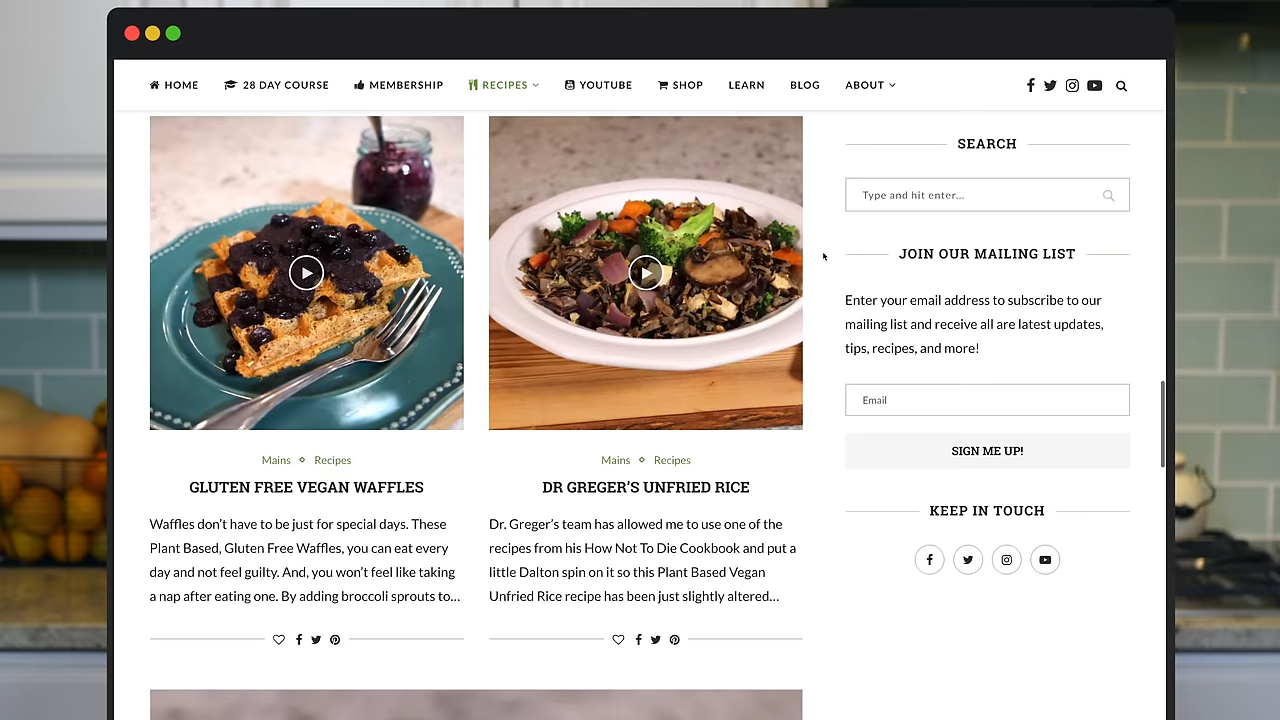 HOME 28 DAY COURSE MEMBERSHIP RECIPES YOUTUBE SHOP LEARN BLOG ABOUT
Mains Recipes
GLUTEN FREE VEGAN WAFFLES
Waffles don't have to be just for special days. These
Plant Based, Gluten Free Waffles, you can eat every
day and not feel guilty. And, you won't feel like taking
a nap after eating one. By adding broccoli sprouts to...
Mains Recipes
DR GREGER'S UNFRIED RICE
Dr. Greger's team has allowed me to use one of the
recipes from his How Not To Die Cookbook and put a
little Dalton spin on it so this Plant Based Vegan
Unfried Rice recipe has been just slightly altered...
SEARCH
Type and hit enter...
JOIN OUR MAILING LIST
Enter your email address to subscribe to our
mailing list and receive all are latest updates,
tips, recipes, and more!
Email
SIGN ME UP!
KEEP IN TOUCH